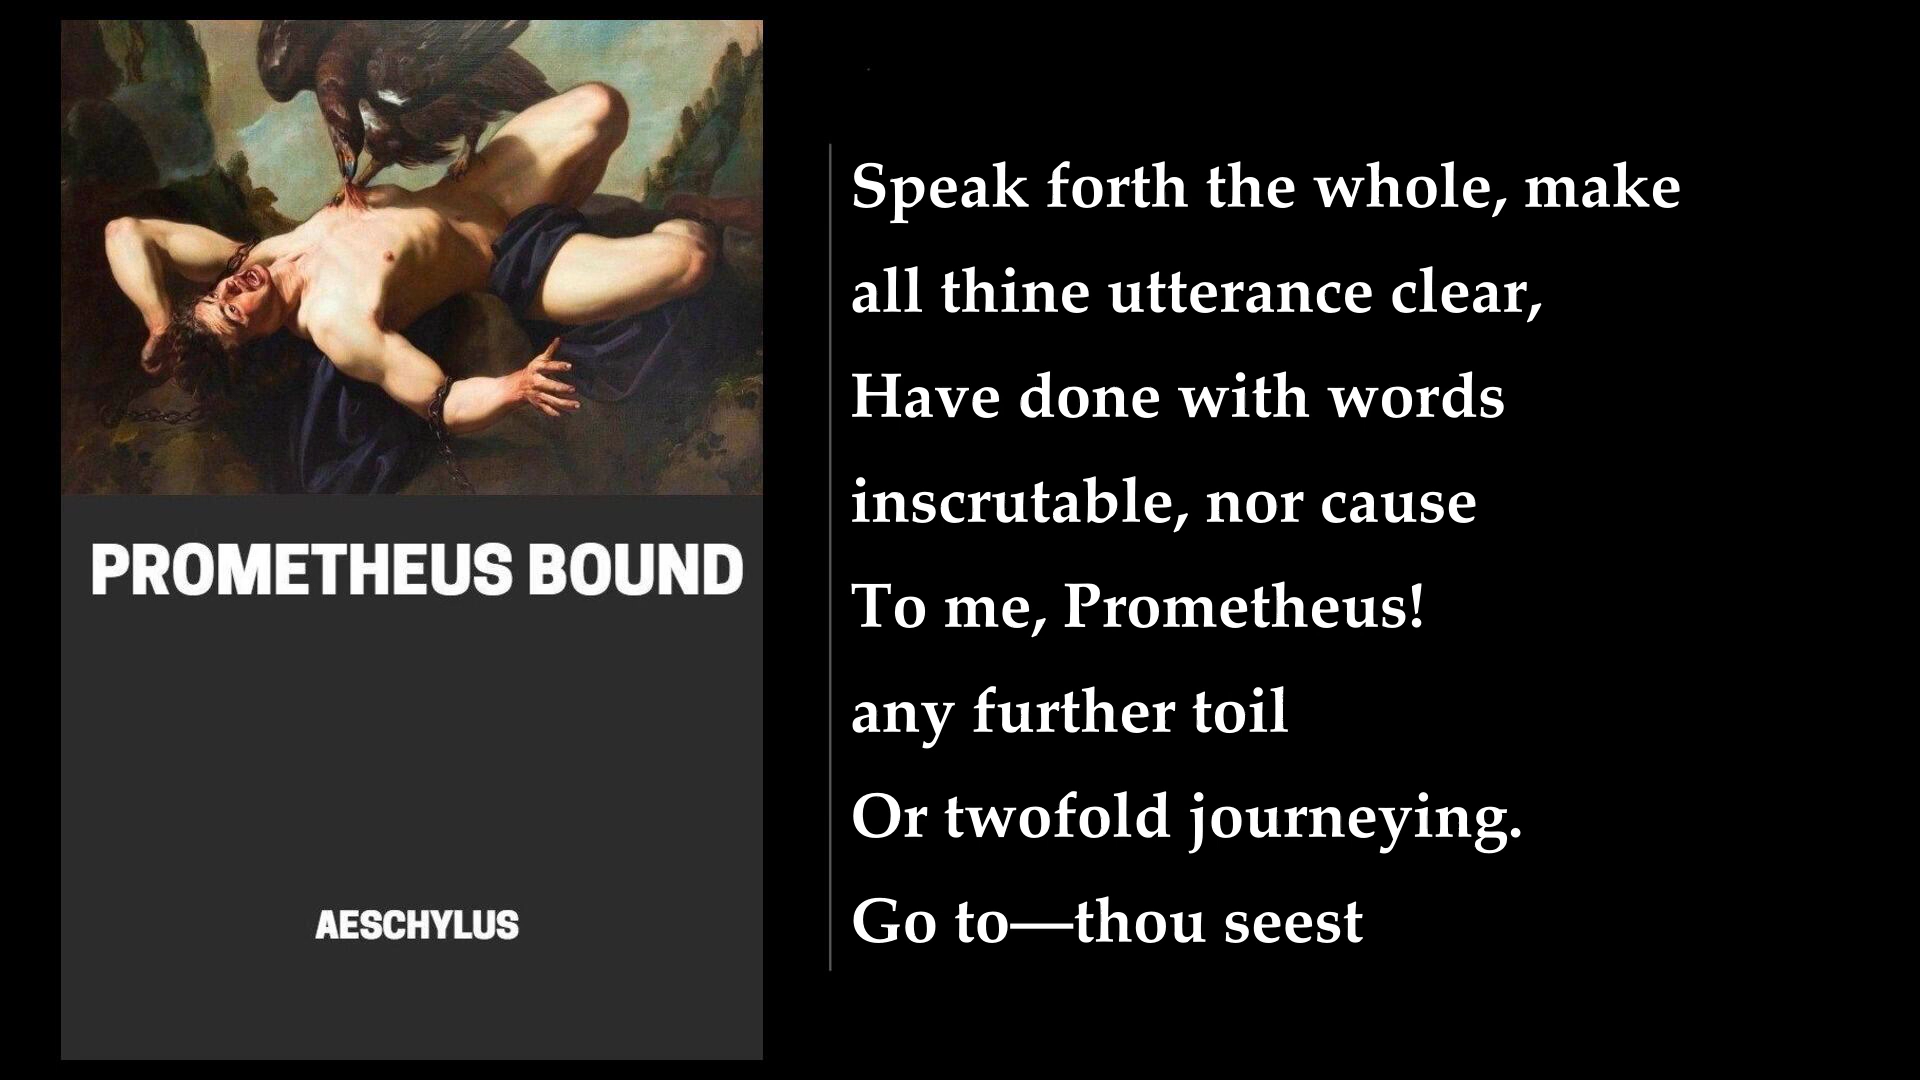 PROMETHEUS BOUND
AESCHYLUS
Speak forth the whole, make
all thine utterance clear,
Have done with words
inscrutable, nor cause
To me, Prometheus!
any further toil
Or twofold journeying.
Go to—thou seest